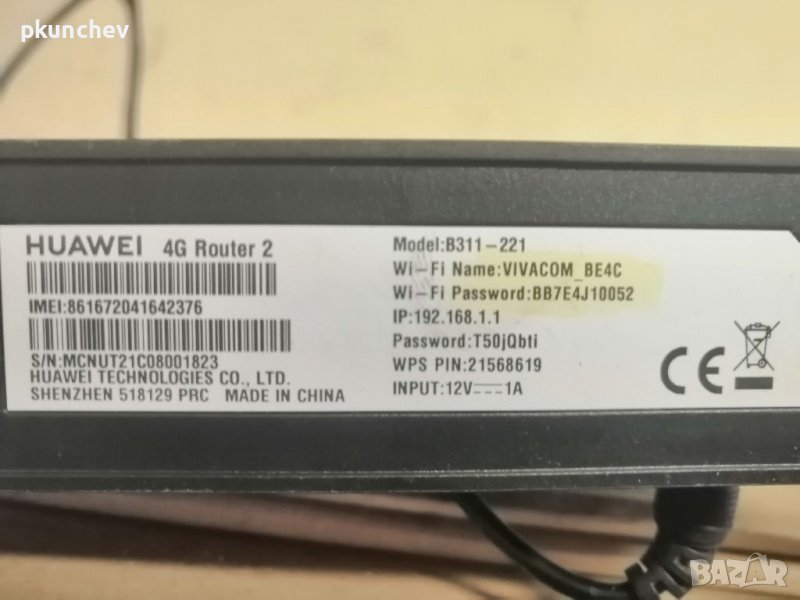 pkunchev
HUAWEI 4G Router 2
IMEI:861672041642376
S/N:MCNUT21C08001823
HUAWEI TECHNOLOGIES CO., LTD.
SHENZHEN 518129 PRC MADE IN CHINA
Model:B311-221
Wi-Fi Name:VIVACOM_BE4C
Wi-Fi Password:BB7E4J10052
IP:192.168.1.1
Password:T50jQbti
WPS PIN:21568619
INPUT:12V⎓1A
CE
BAZAR